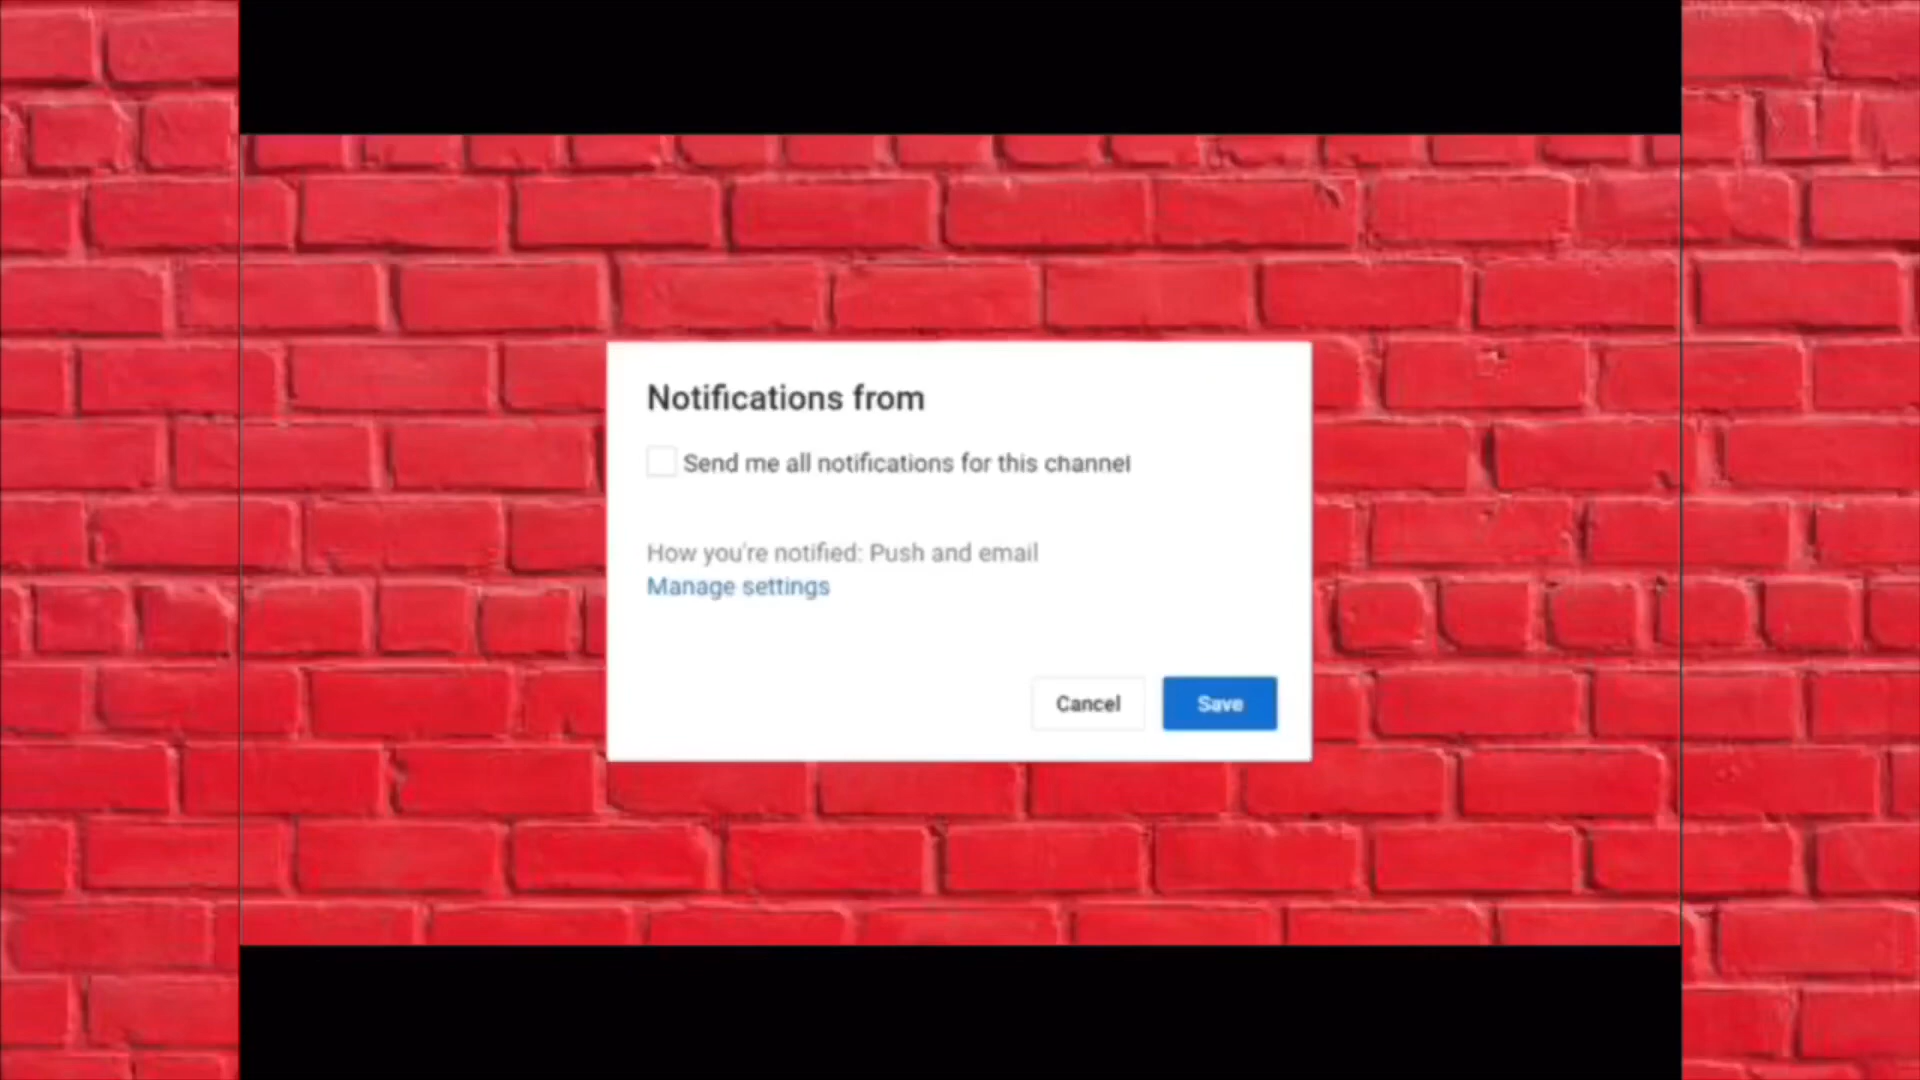 Notifications from
Send me all notifications for this channel
How you're notified: Push and email
Manage settings
Cancel
Save